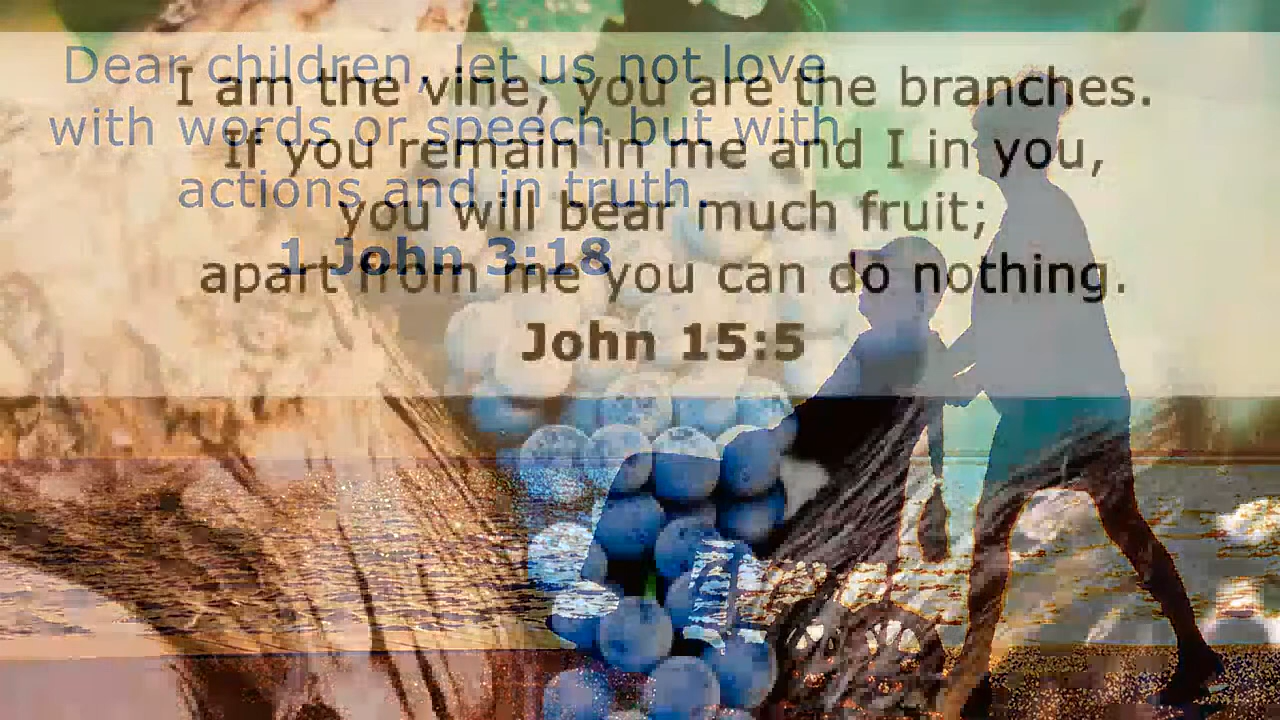 Dear children, let us not love
with words or speech but with
actions and in truth.
1 John 3:18
I am the vine, you are the branches.
If you remain in me and I in you,
you will bear much fruit;
apart from me you can do nothing.
John 15:5